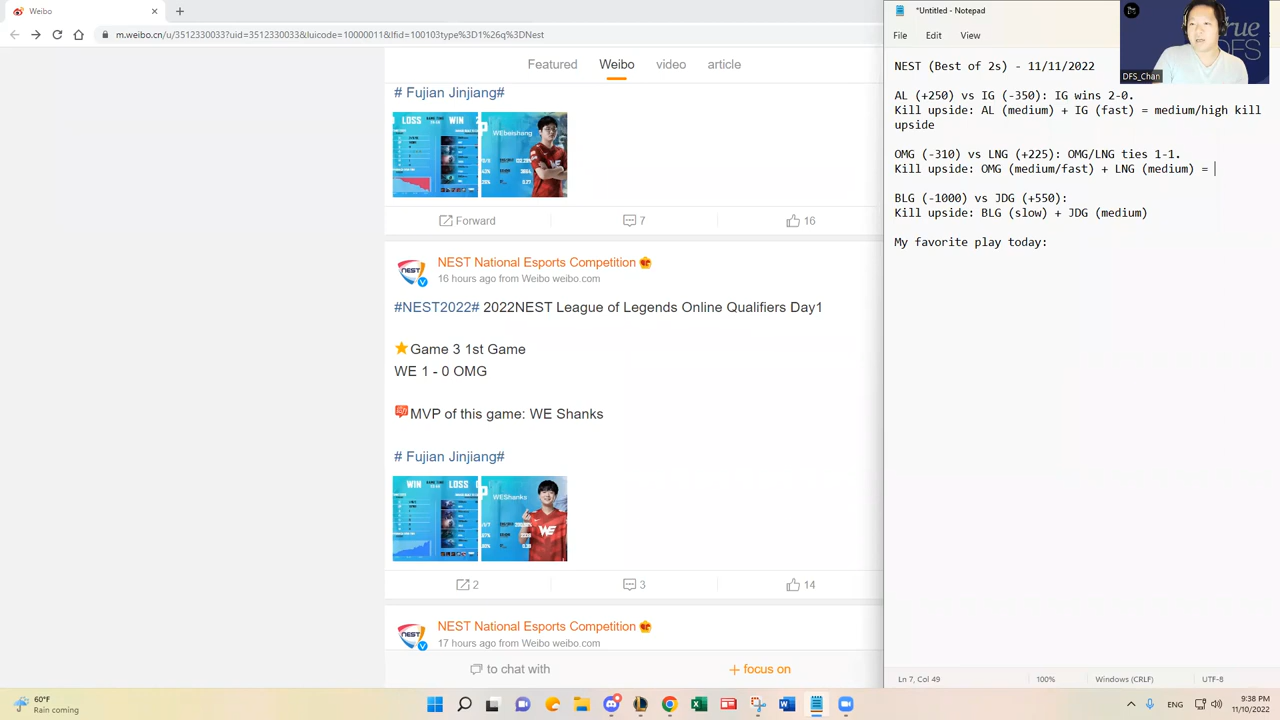 Weibo
m.weibo.cn/u/3512330033?uid=3512330033&luicode=10000011&lfid=100103type%3D1%26q%3DNest
Featured Weibo video article
# Fujian Jinjiang#
LOSS WIN
WEbeishang
Forward 7 16
NEST National Esports Competition
16 hours ago from Weibo weibo.com
#NEST2022# 2022NEST League of Legends Online Qualifiers Day1
Game 3 1st Game
WE 1 - 0 OMG
MVP of this game: WE Shanks
# Fujian Jinjiang#
WIN LOSS
WEShanks
2 3 14
NEST National Esports Competition
17 hours ago from Weibo weibo.com
to chat with + focus on
*Untitled - Notepad
File Edit View
DFS_Chan
NEST (Best of 2s) - 11/11/2022
AL (+250) vs IG (-350): IG wins 2-0.
Kill upside: AL (medium) + IG (fast) = medium/high kill
upside
OMG (-310) vs LNG (+225): OMG/LNG ties 1-1.
Kill upside: OMG (medium/fast) + LNG (medium) =
BLG (-1000) vs JDG (+550):
Kill upside: BLG (slow) + JDG (medium)
My favorite play today:
Ln 7, Col 49 100% Windows (CRLF) UTF-8
60°F
Rain coming
9:38 PM
11/10/2022